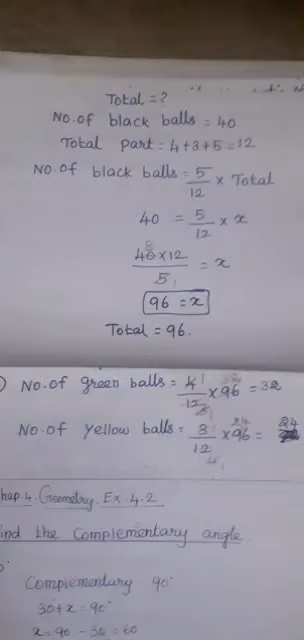 Total = ?
No. of black balls = 40
Total part = 4+3+5 = 12
No. of black balls = 5/12 × Total
40 = 5/12 × x
40×12/5 = x
96 = x
Total = 96.
No. of green balls = 4/12 × 96 = 32
No. of yellow balls = 3/12 × 96 = 24
hap.4. Geometry. Ex. 4.2
ind the complementary angle.
Complementary 90°
30+x = 90°
x = 90 - 30 = 60